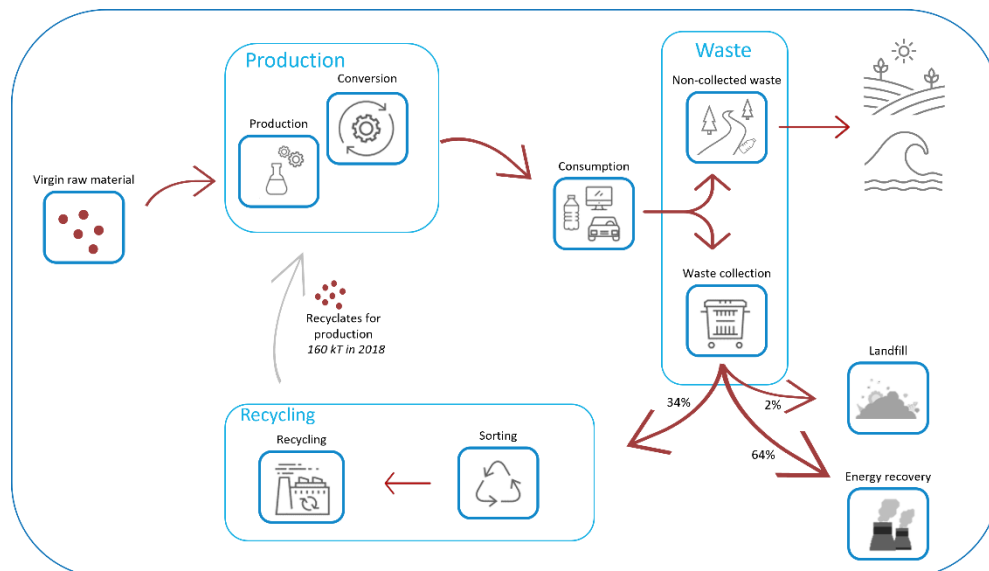 Production
Conversion
Production
Virgin raw material
Consumption
Waste
Non-collected waste
Waste collection
Recyclates for
production
160 kT in 2018
Landfill
34%
2%
64%
Energy recovery
Recycling
Recycling
Sorting